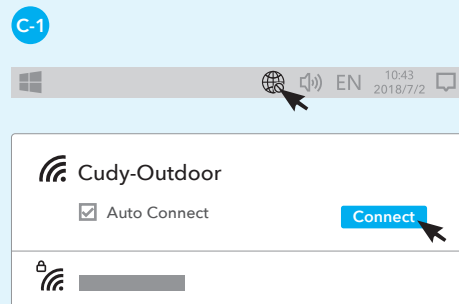 C-1
EN
10:43
2018/7/2
Cudy-Outdoor
Auto Connect
Connect